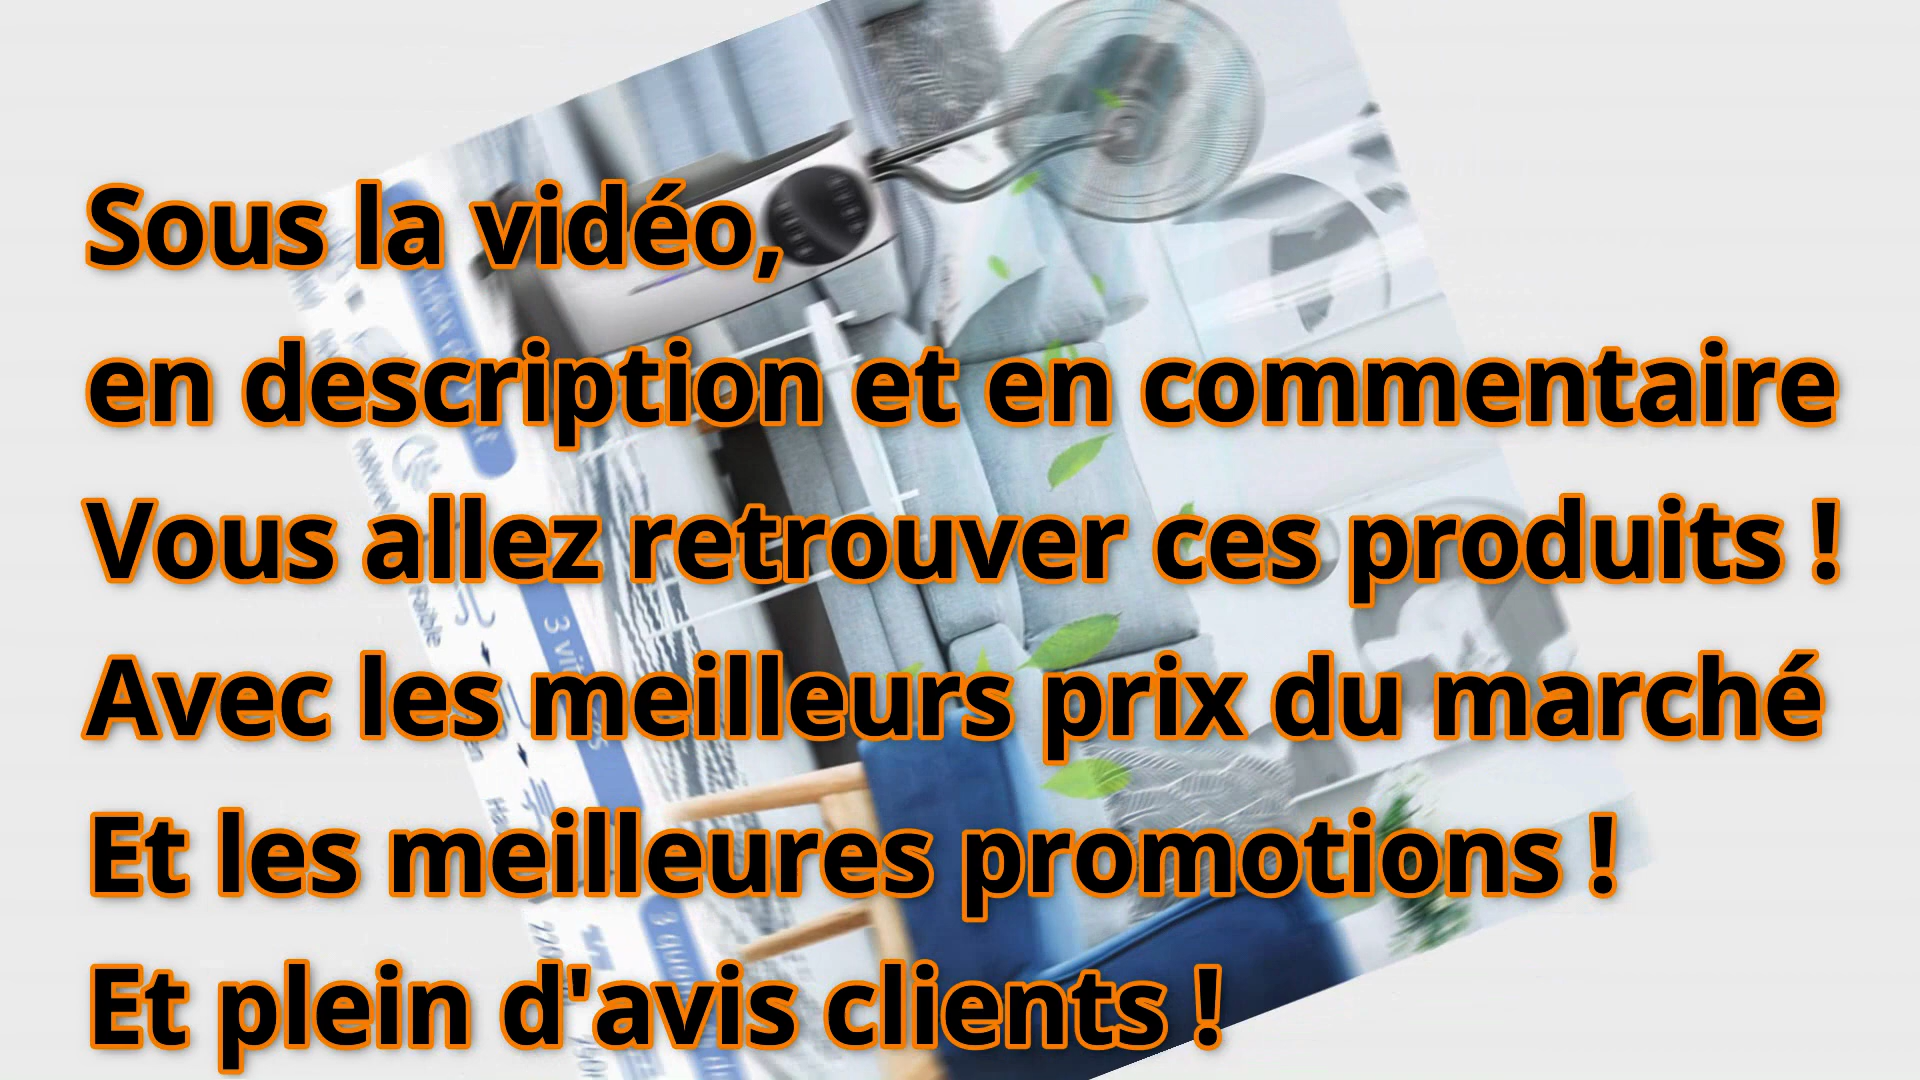 Sous la vidéo,
en description et en commentaire
Vous allez retrouver ces produits !
Avec les meilleurs prix du marché
Et les meilleures promotions !
Et plein d'avis clients !
Faible